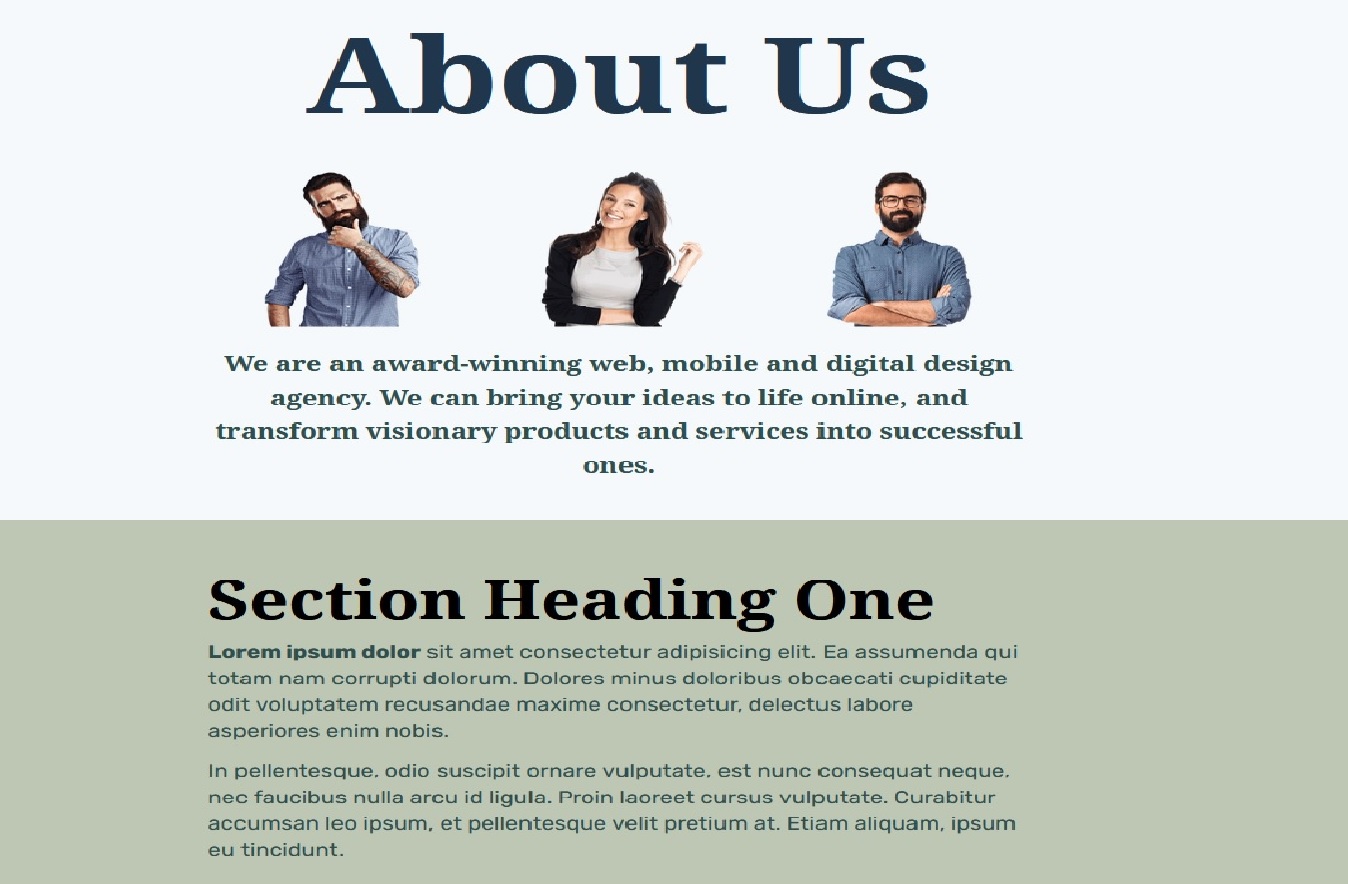 About Us
We are an award-winning web, mobile and digital design
agency. We can bring your ideas to life online, and
transform visionary products and services into successful
ones.
Section Heading One
Lorem ipsum dolor sit amet consectetur adipisicing elit. Ea assumenda qui
totam nam corrupti dolorum. Dolores minus doloribus obcaecati cupiditate
odit voluptatem recusandae maxime consectetur, delectus labore
asperiores enim nobis.
In pellentesque, odio suscipit ornare vulputate, est nunc consequat neque,
nec faucibus nulla arcu id ligula. Proin laoreet cursus vulputate. Curabitur
accumsan leo ipsum, et pellentesque velit pretium at. Etiam aliquam, ipsum
eu tincidunt.